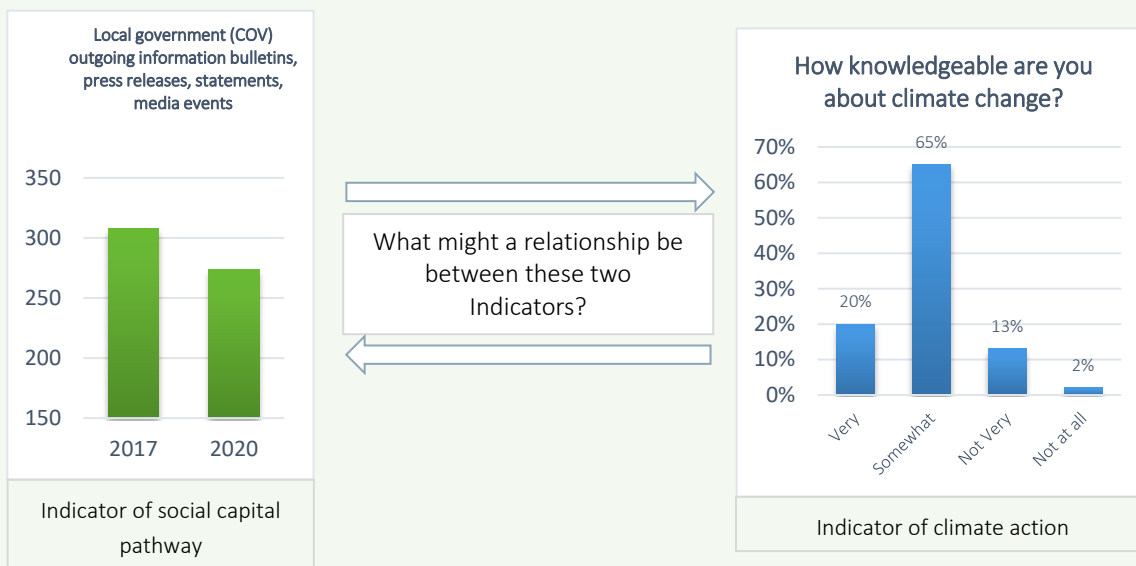 Local government (COV)
outgoing information bulletins,
press releases, statements,
media events
350
300
250
200
150
2017 2020
Indicator of social capital
pathway
What might a relationship be
between these two
Indicators?
How knowledgeable are you
about climate change?
70%
60%
50%
40%
30%
20%
10%
0%
20%
65%
13%
2%
Very
Somewhat
Not Very
Not at all
Indicator of climate action